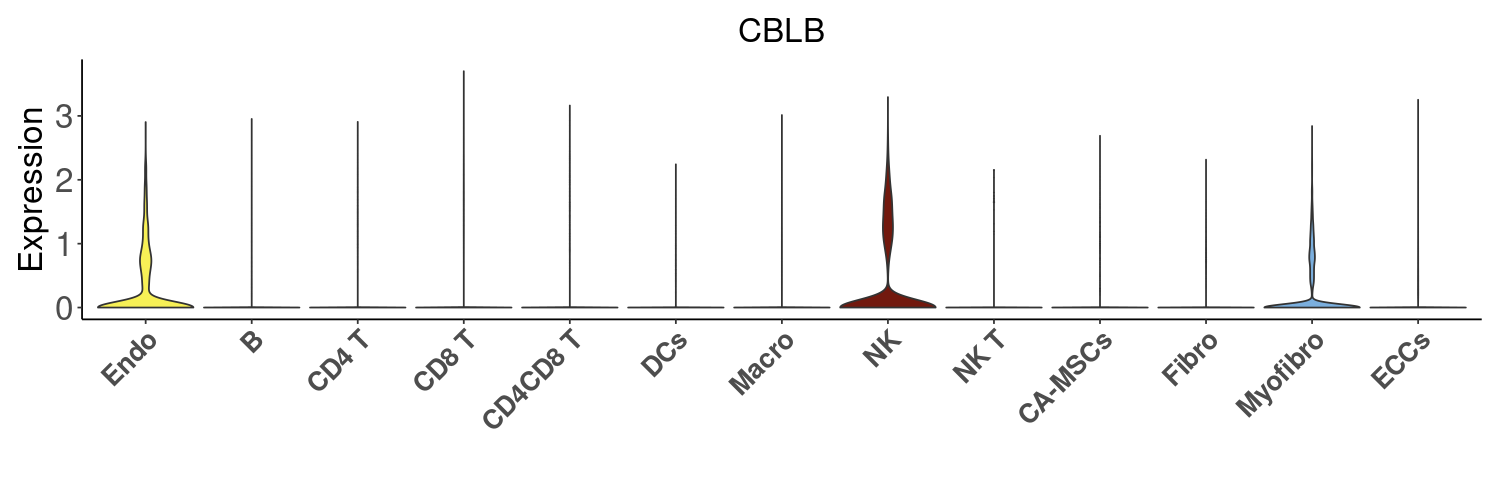 CBLB
Expression
3
2
1
0
Endo
B
CD4 T
CD8 T
CD4CD8 T
DCs
Macro
NK
NK T
CA-MSCs
Fibro
Myofibro
ECCs